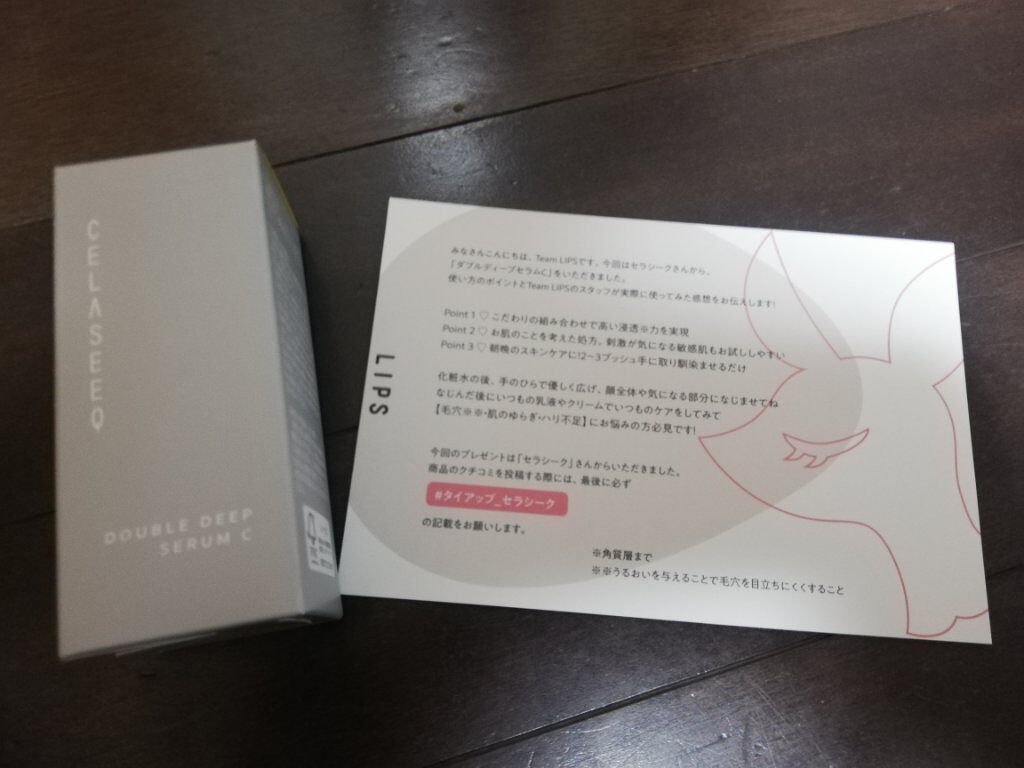 CELASEEQ
DOUBLE DEEP
SERUM C
LIPS
みなさんこんにちは、Team LIPSです。今回はセラシークさんから、
「ダブルディープセラムC」をいただきました。
使い方のポイントとTeam LIPSのスタッフが実際に使ってみた感想をお伝えします!
Point 1 ♡ こだわりの組み合わせで高い浸透※力を実現
Point 2 ♡ お肌のことを考えた処方。刺激が気になる敏感肌もお試ししやすい
Point 3 ♡ 朝晩のスキンケアに!2~3プッシュ手に取り馴染ませるだけ
化粧水の後、手のひらで優しく広げ、顔全体や気になる部分になじませてね
なじんだ後にいつもの乳液やクリームでいつものケアをしてみて
【毛穴※※・肌のゆらぎ・ハリ不足】にお悩みの方必見です!
今回のプレゼントは「セラシーク」さんからいただきました。
商品のクチコミを投稿する際には、最後に必ず
#タイアップ_セラシーク
の記載をお願いします。
※角質層まで
※※うるおいを与えることで毛穴を目立ちにくくすること